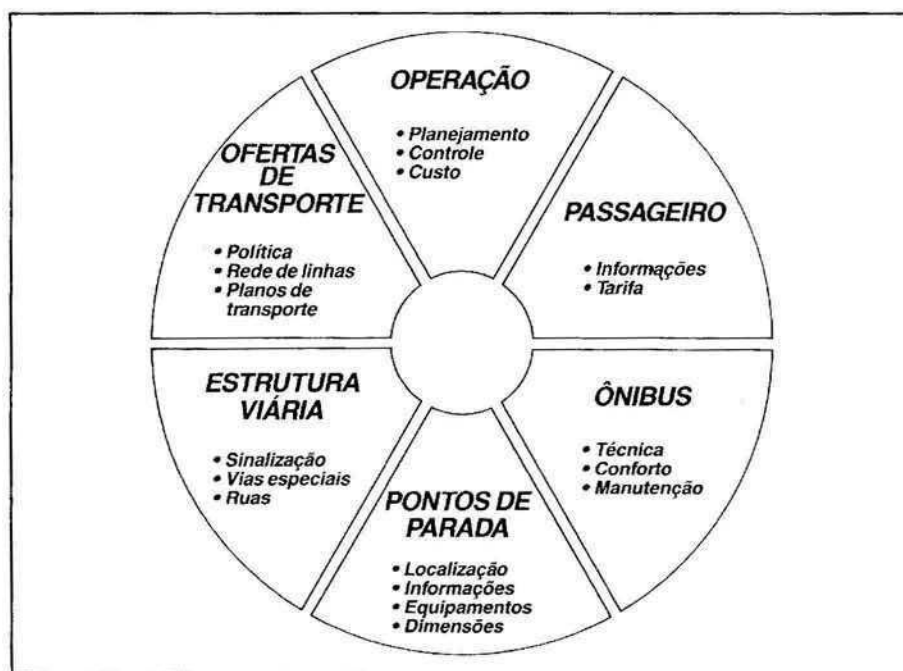 OPERAÇÃO
• Planejamento
• Controle
• Custo
PASSAGEIRO
• Informações
• Tarifa
ÔNIBUS
• Técnica
• Conforto
• Manutenção
PONTOS DE
PARADA
• Localização
• Informações
• Equipamentos
• Dimensões
ESTRUTURA
VIÁRIA
• Sinalização
• Vias especiais
• Ruas
OFERTAS
DE
TRANSPORTE
• Política
• Rede de linhas
• Planos de
transporte